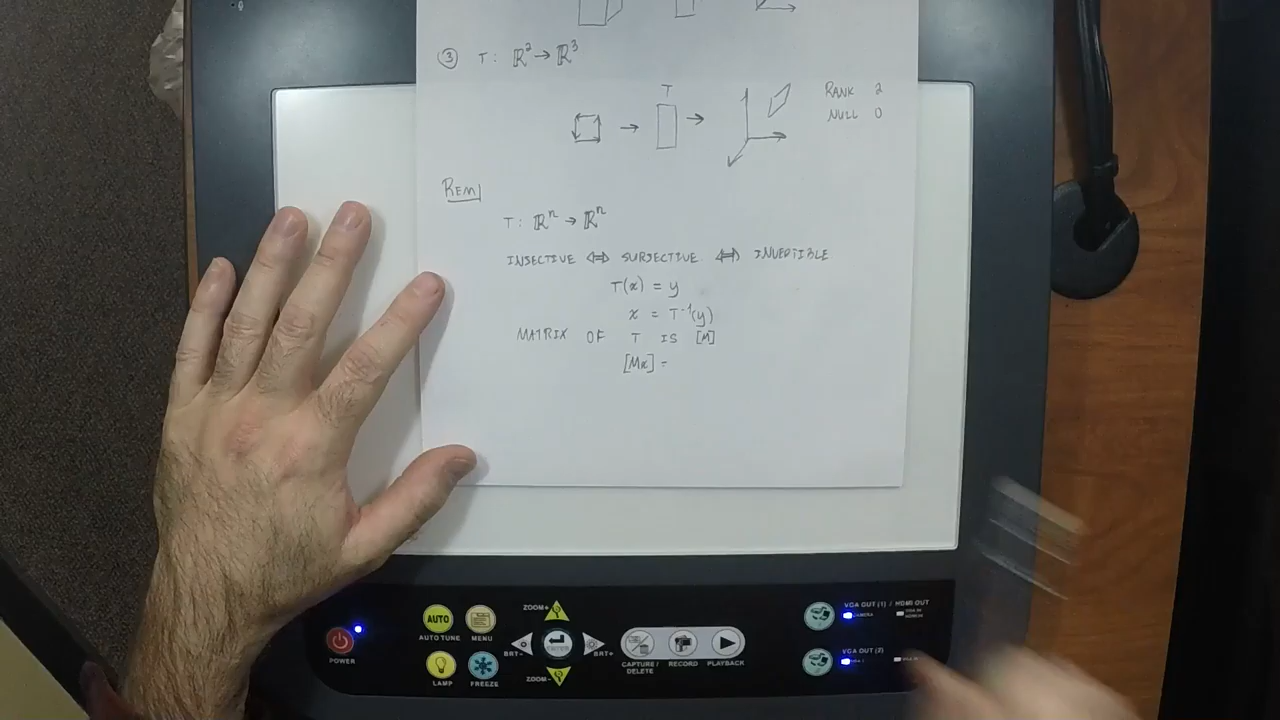 ③ T: ℝ² → ℝ³
T
RANK 2
NULL 0
REM
T: ℝⁿ → ℝⁿ
INJECTIVE ⇔ SURJECTIVE ⇔ INVERTIBLE
T(x) = y
x = T⁻¹(y)
MATRIX OF T IS [M]
[Mx] =
ZOOM+
AUTO
AUTO TUNE
MENU
BRT-
ENTER
BRT+
CAPTURE / DELETE
RECORD
PLAYBACK
POWER
LAMP
FREEZE
ZOOM-
VGA OUT (1) / HDMI OUT
CAMERA
VGA OUT (2)